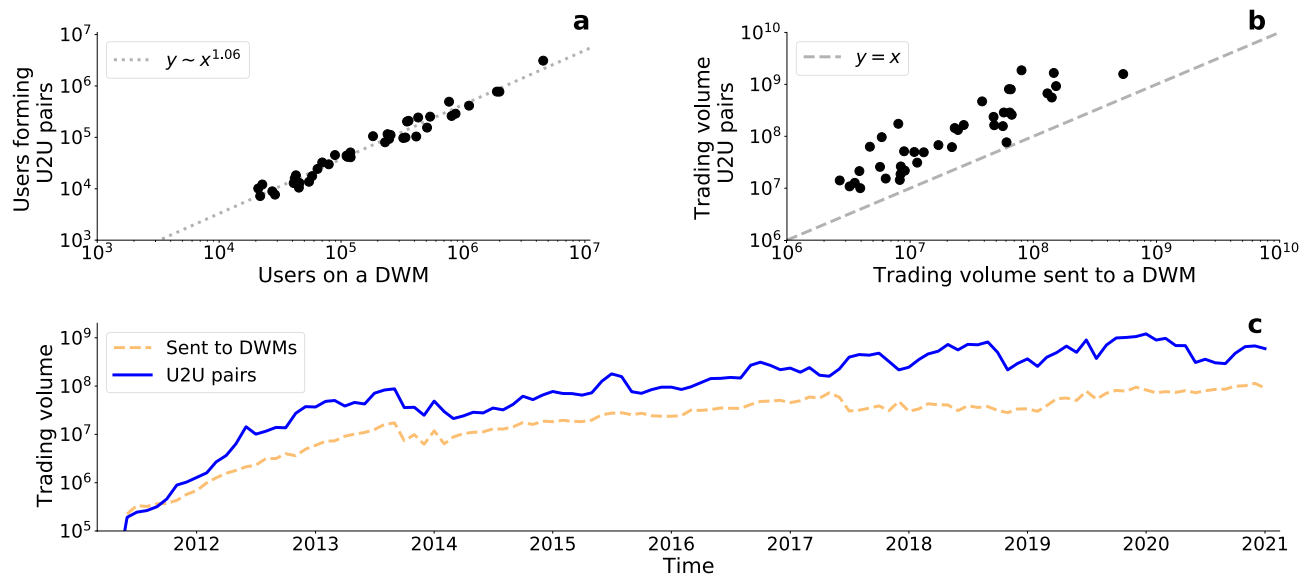 a
10^7
10^6
10^5
10^4
10^3
Users forming
U2U pairs
y ~ x^{1.06}
10^3
10^4
10^5
10^6
10^7
Users on a DWM
b
10^10
10^9
10^8
10^7
10^6
Trading volume
U2U pairs
y = x
10^6
10^7
10^8
10^9
10^10
Trading volume sent to a DWM
c
10^9
10^8
10^7
10^6
10^5
Trading volume
Sent to DWMs
U2U pairs
2012
2013
2014
2015
2016
2017
2018
2019
2020
2021
Time